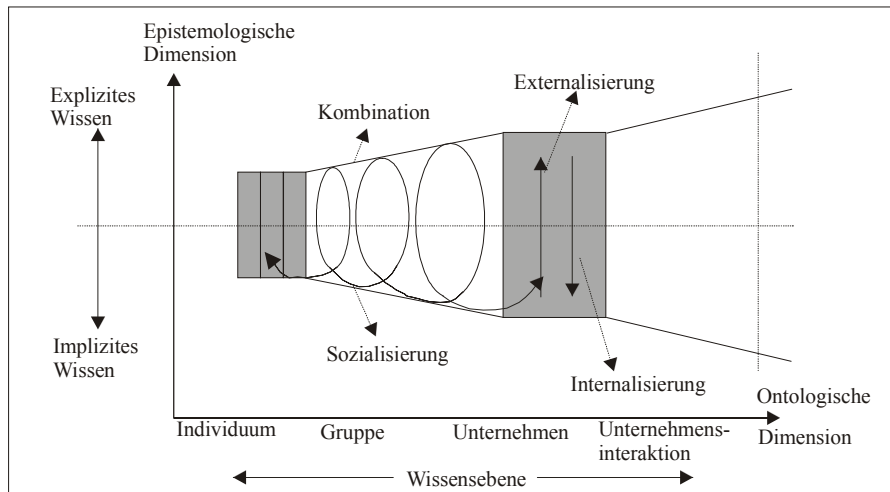 Epistemologische
Dimension
Externalisierung
Explizites
Wissen
Kombination
Implizites
Wissen
Sozialisierung
Internalisierung
Ontologische
Dimension
Individuum
Gruppe
Unternehmen
Unternehmens-
interaktion
Wissensebene